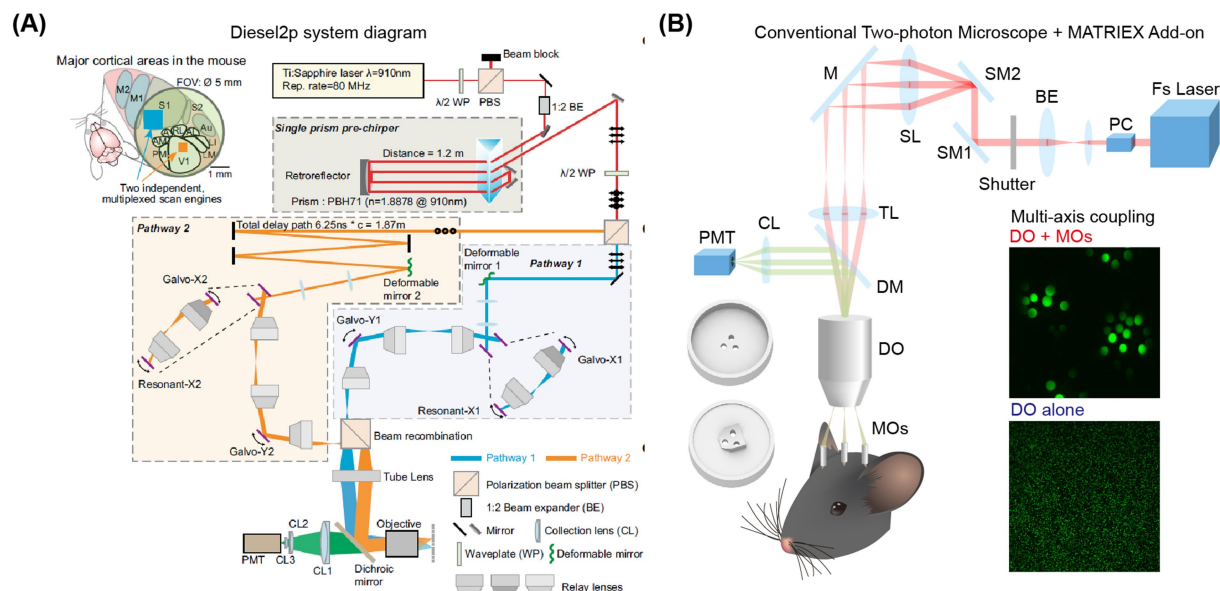 (A)
Diesel2p system diagram
Major cortical areas in the mouse
FOV: Ø 5 mm
M2
M1
S1
S2
Au
A
RL
AL
AM
LI
LM
PM
V1
1 mm
Two independent,
multiplexed scan engines
Ti:Sapphire laser λ=910nm
Rep. rate=80 MHz
Beam block
λ/2 WP
PBS
1:2 BE
Single prism pre-chirper
Distance = 1.2 m
Retroreflector
Prism : PBH71 (n=1.8878 @ 910nm)
λ/2 WP
Pathway 2
Total delay path 6.25ns * c = 1.87m
Deformable
mirror 1
Pathway 1
Deformable
mirror 2
Galvo-X2
Resonant-X2
Galvo-Y2
Galvo-Y1
Galvo-X1
Resonant-X1
Beam recombination
Tube Lens
Objective
Dichroic
mirror
CL2
CL3
CL1
PMT
Pathway 1
Pathway 2
Polarization beam splitter (PBS)
1:2 Beam expander (BE)
Mirror
Collection lens (CL)
Waveplate (WP)
Deformable mirror
Relay lenses
(B)
Conventional Two-photon Microscope + MATRIEX Add-on
M
SL
SM2
SM1
Shutter
BE
PC
Fs Laser
TL
PMT
CL
DM
DO
MOs
Multi-axis coupling
DO + MOs
DO alone